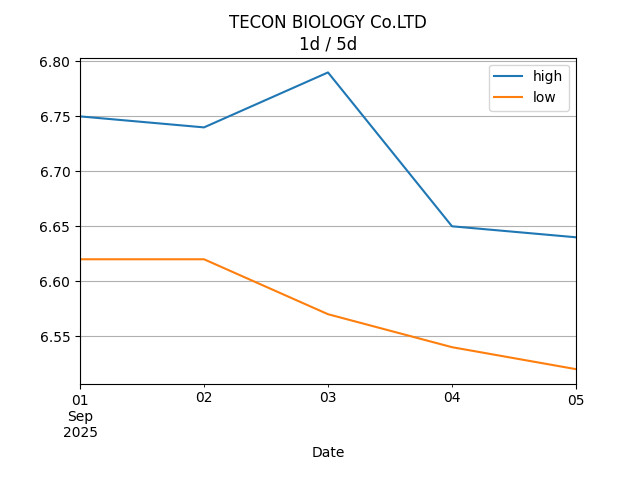 TECON BIOLOGY Co.LTD
1d / 5d
high
low
6.80
6.75
6.70
6.65
6.60
6.55
01 02 03 04 05
Sep
2025
Date